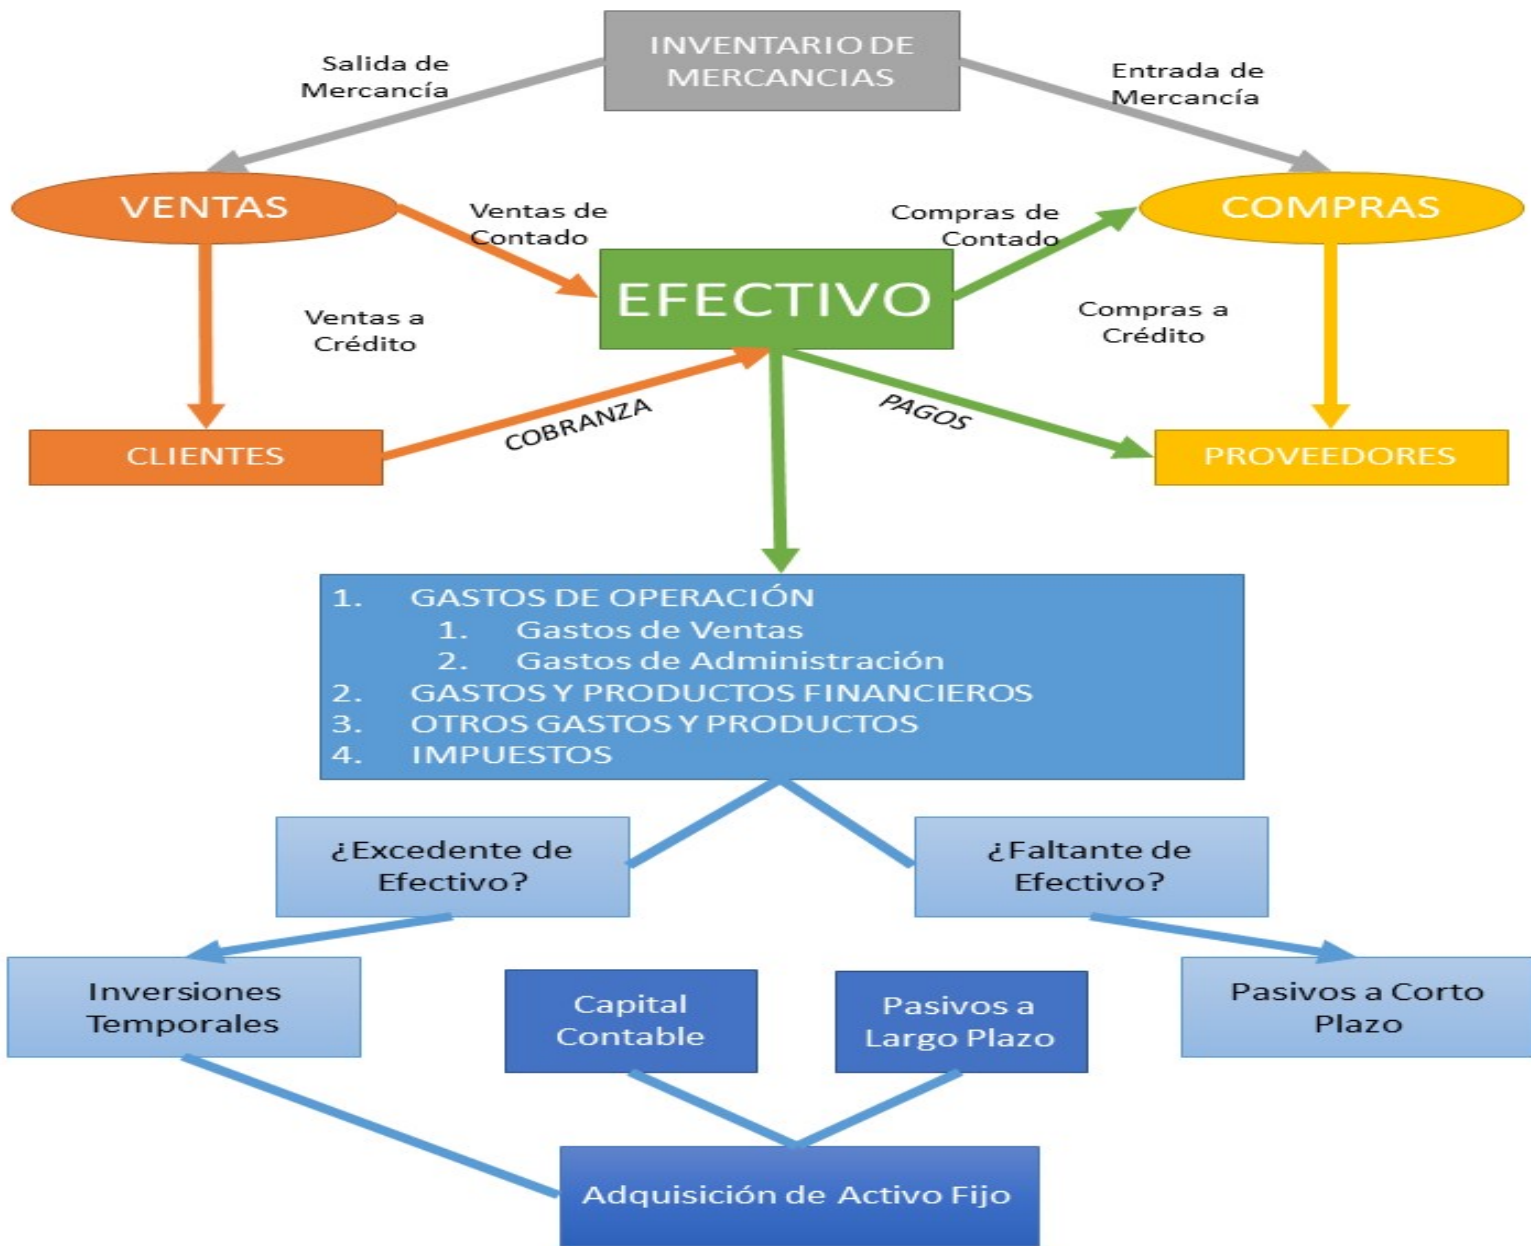 INVENTARIO DE
MERCANCIAS
Salida de
Mercancía
Entrada de
Mercancía
VENTAS
Ventas de
Contado
Compras de
Contado
COMPRAS
EFECTIVO
Ventas a
Crédito
Compras a
Crédito
CLIENTES
COBRANZA
PAGOS
PROVEEDORES
1. GASTOS DE OPERACIÓN
1. Gastos de Ventas
2. Gastos de Administración
2. GASTOS Y PRODUCTOS FINANCIEROS
3. OTROS GASTOS Y PRODUCTOS
4. IMPUESTOS
¿Excedente de
Efectivo?
¿Faltante de
Efectivo?
Inversiones
Temporales
Capital
Contable
Pasivos a
Largo Plazo
Pasivos a Corto
Plazo
Adquisición de Activo Fijo